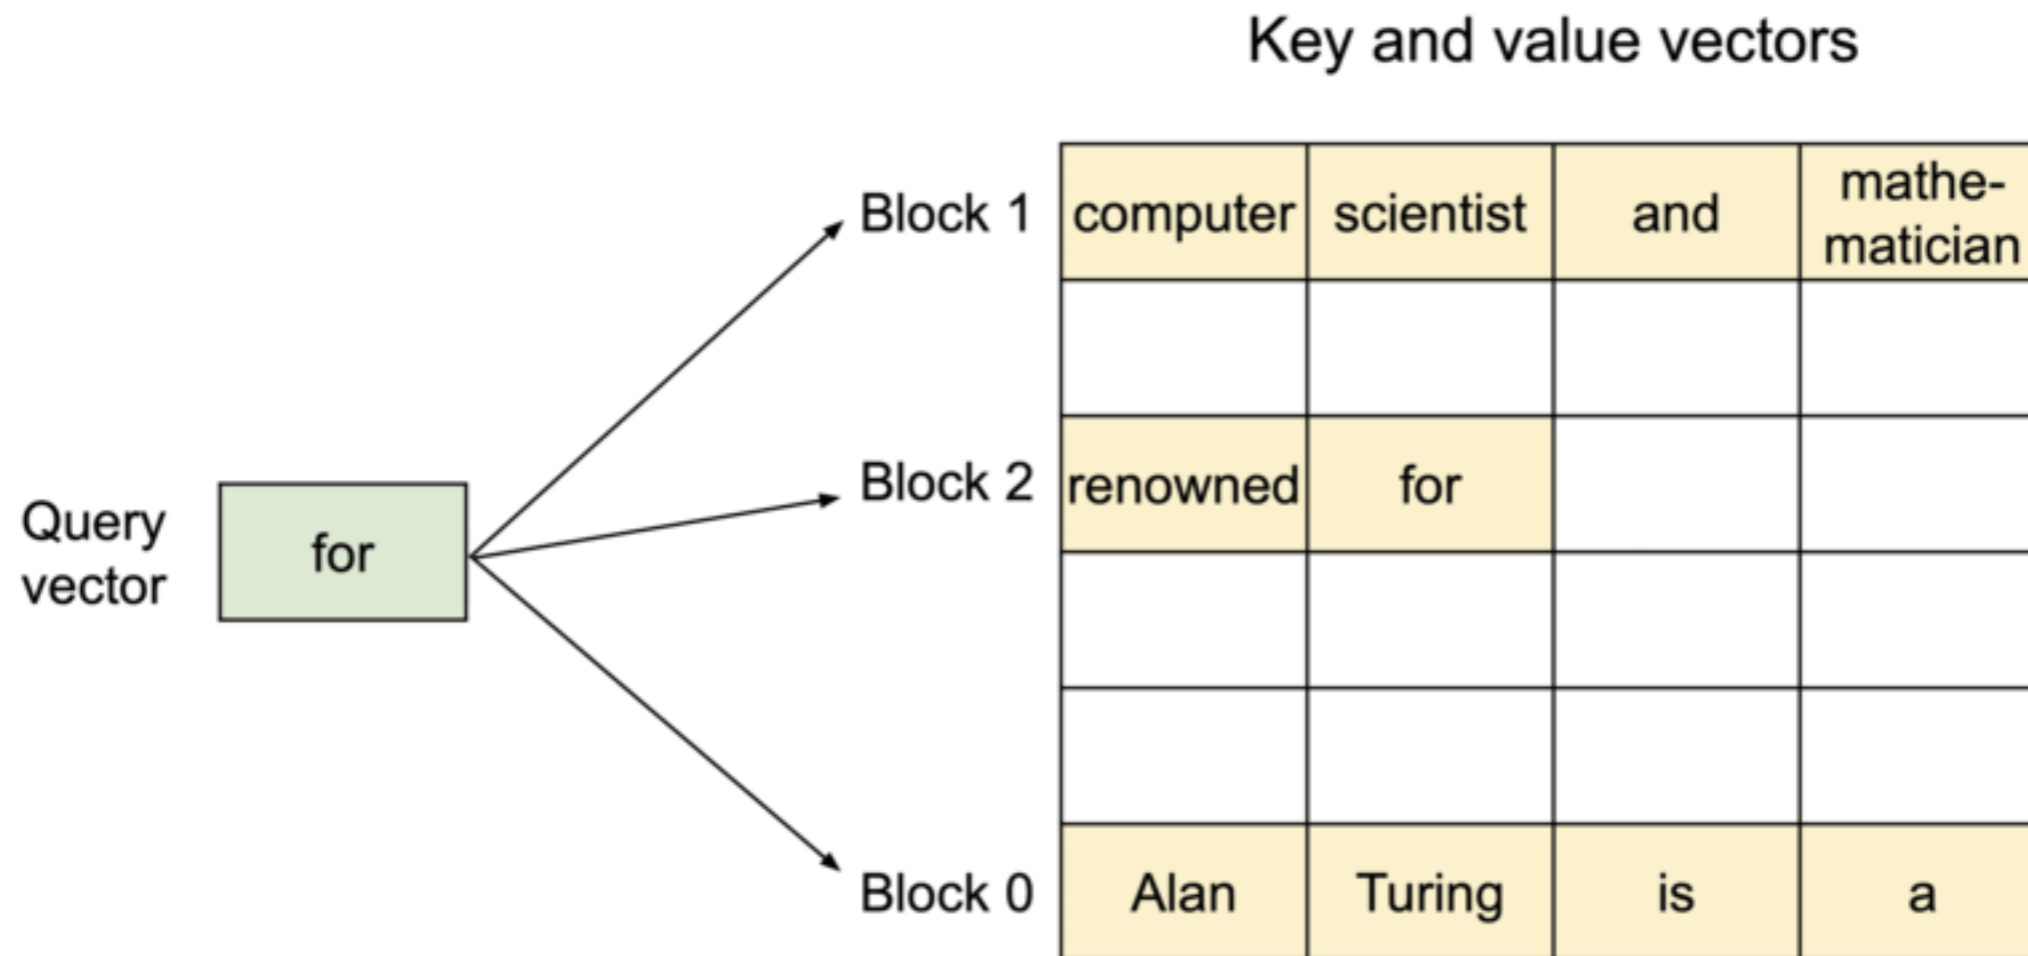 Key and value vectors
Block 1 computer scientist and mathe-
matician
Query
vector
for
Block 2 renowned for
Block 0 Alan Turing is a